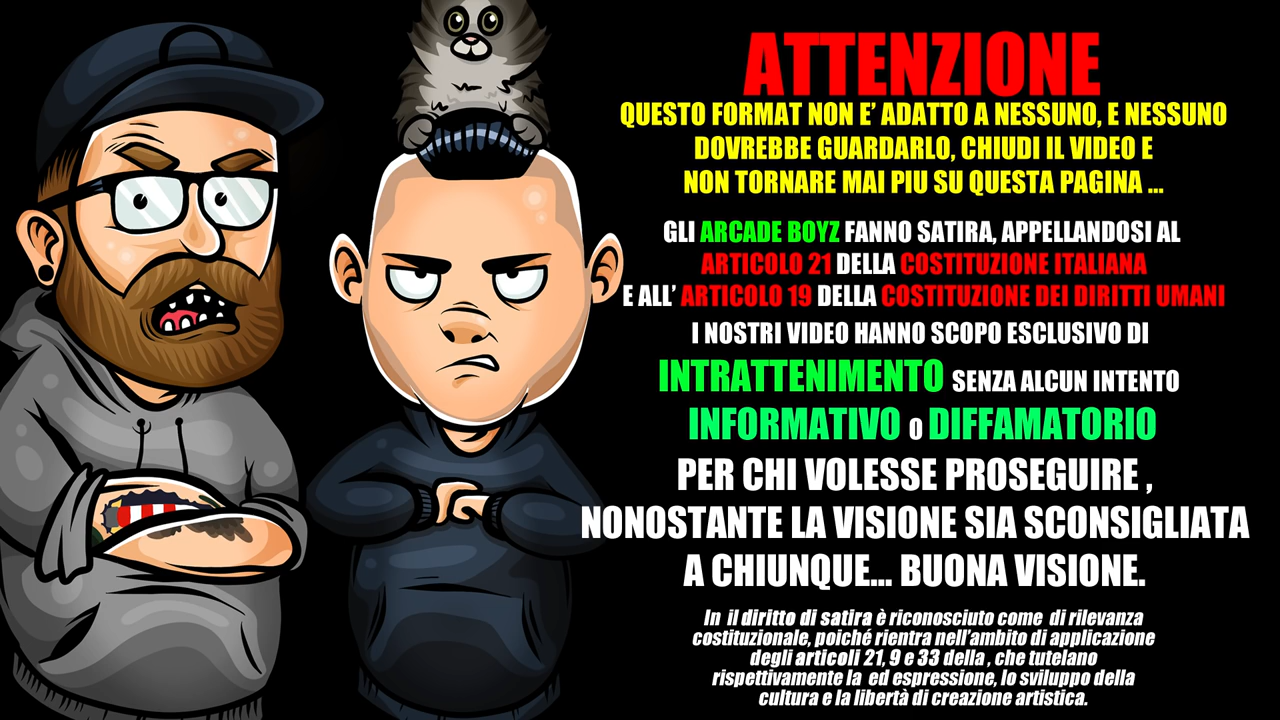 ATTENZIONE
QUESTO FORMAT NON E' ADATTO A NESSUNO, E NESSUNO
DOVREBBE GUARDARLO, CHIUDI IL VIDEO E
NON TORNARE MAI PIU SU QUESTA PAGINA ...
GLI ARCADE BOYZ FANNO SATIRA, APPELLANDOSI AL
ARTICOLO 21 DELLA COSTITUZIONE ITALIANA
E ALL' ARTICOLO 19 DELLA COSTITUZIONE DEI DIRITTI UMANI
I NOSTRI VIDEO HANNO SCOPO ESCLUSIVO DI
INTRATTENIMENTO SENZA ALCUN INTENTO
INFORMATIVO O DIFFAMATORIO
PER CHI VOLESSE PROSEGUIRE ,
NONOSTANTE LA VISIONE SIA SCONSIGLIATA
A CHIUNQUE... BUONA VISIONE.
In il diritto di satira è riconosciuto come di rilevanza
costituzionale, poiché rientra nell'ambito di applicazione
degli articoli 21, 9 e 33 della , che tutelano
rispettivamente la ed espressione, lo sviluppo della
cultura e la libertà di creazione artistica.